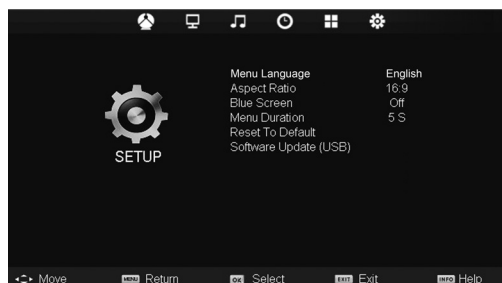 Menu Language English
Aspect Ratio 16:9
Blue Screen Off
Menu Duration 5 S
Reset To Default
Software Update (USB)
SETUP
Move MENU Return OK Select EXIT Exit INFO Help